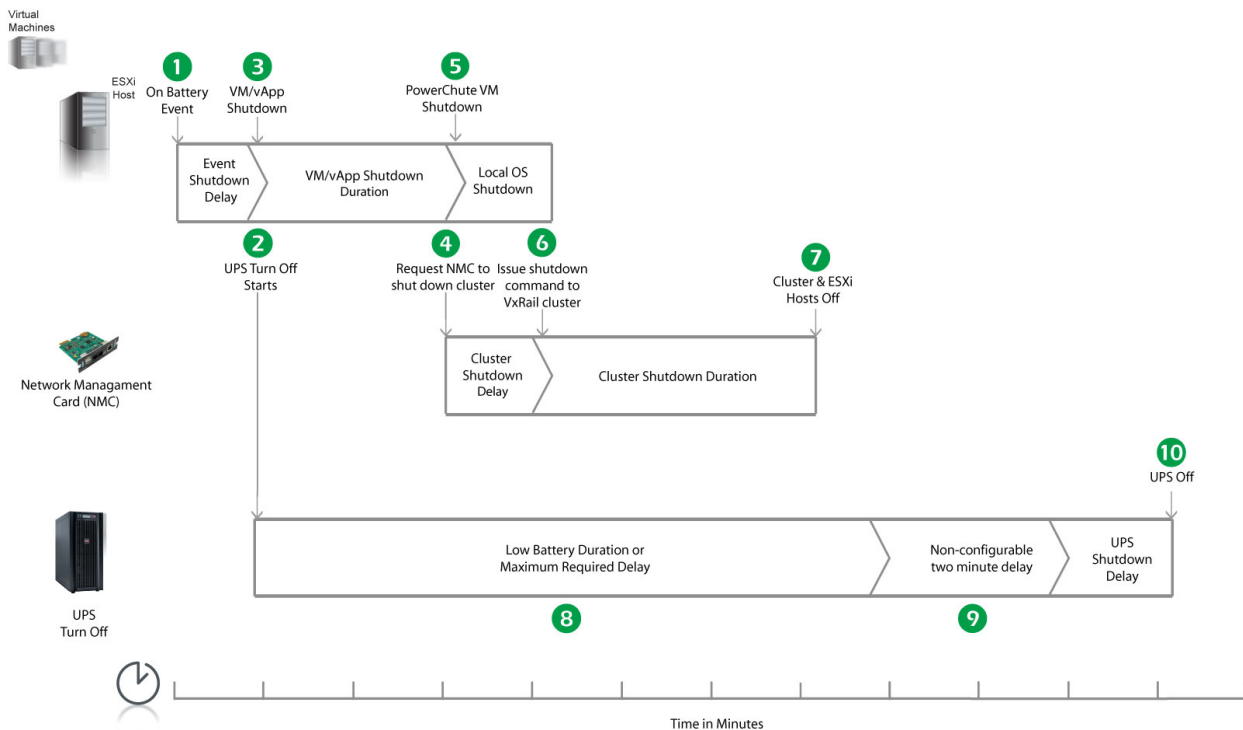 Virtual
Machines
ESXi
Host
1
On Battery
Event
3
VM/vApp
Shutdown
5
PowerChute VM
Shutdown
Event
Shutdown
Delay
VM/vApp Shutdown
Duration
Local OS
Shutdown
2
UPS Turn Off
Starts
4
Request NMC to
shut down cluster
6
Issue shutdown
command to
VxRail cluster
7
Cluster & ESXi
Hosts Off
Network Managament
Card (NMC)
Cluster
Shutdown
Delay
Cluster Shutdown Duration
10
UPS Off
UPS
Turn Off
Low Battery Duration or
Maximum Required Delay
Non-configurable
two minute delay
UPS
Shutdown
Delay
8
9
Time in Minutes